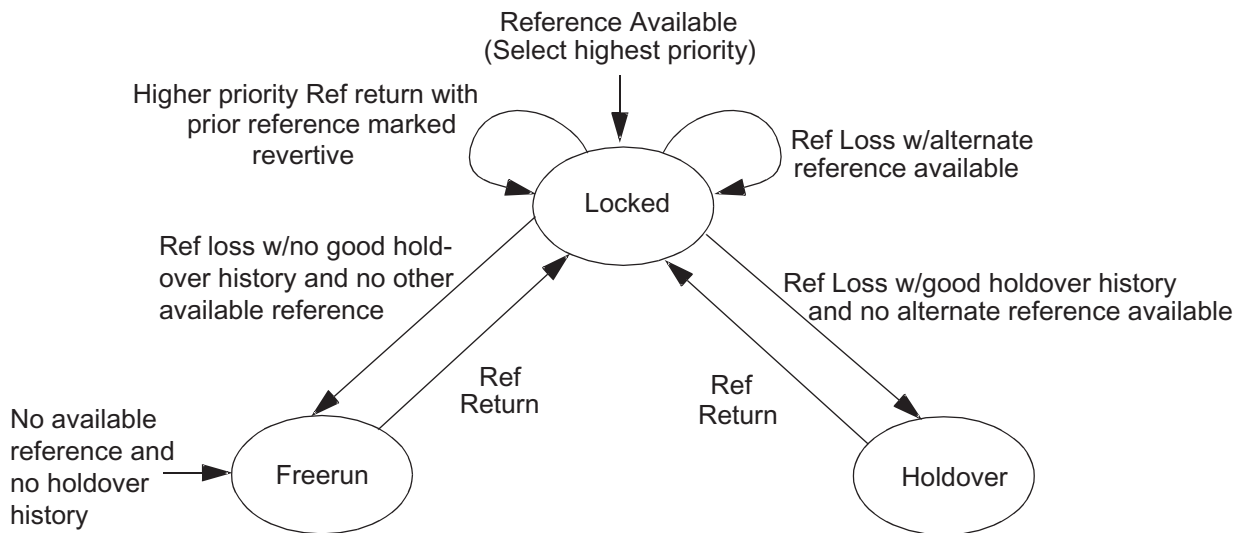 Reference Available
(Select highest priority)
Higher priority Ref return with
prior reference marked
revertive
Ref Loss w/alternate
reference available
Locked
Ref loss w/no good hold-
over history and no other
available reference
Ref Loss w/good holdover history
and no alternate reference available
Ref
Return
Ref
Return
No available
reference and
no holdover
history
Freerun
Holdover